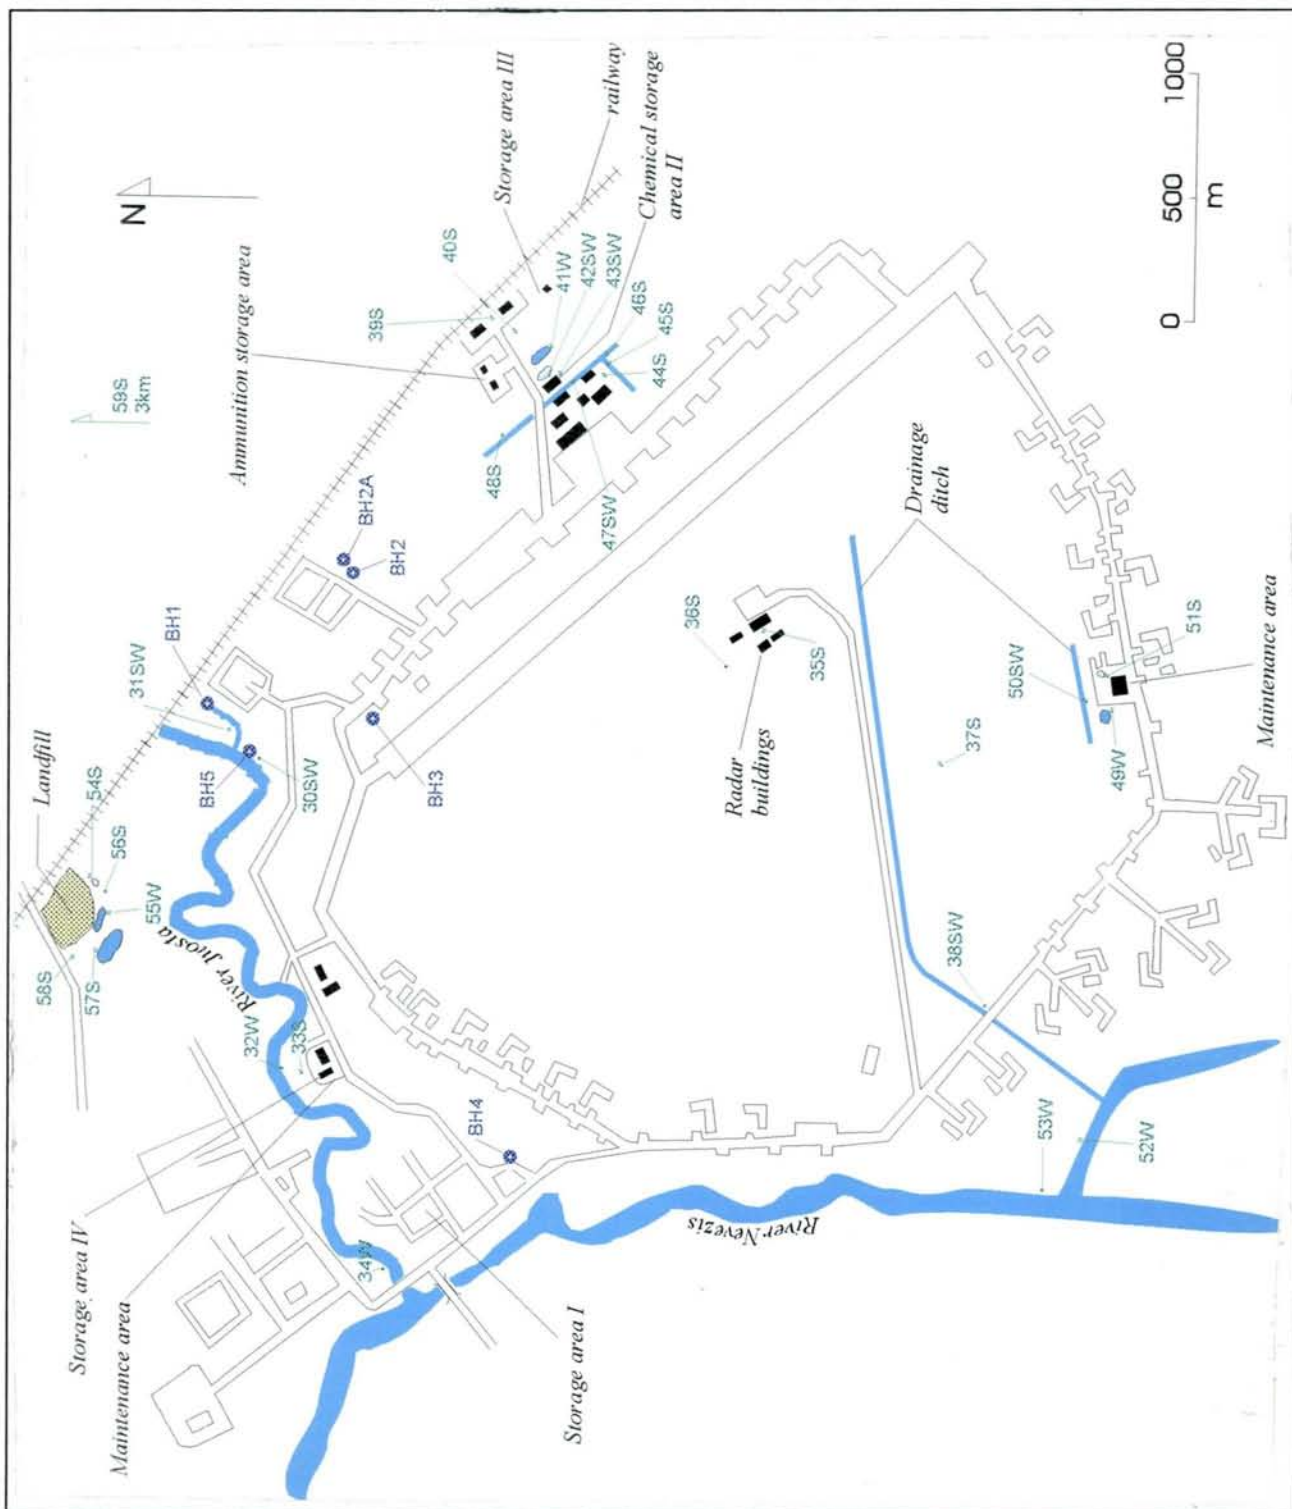 Landfill
58S
57S
55W
56S
54S
BH5
31SW
BH1
30SW
River Juosta
32W
33S
34W
Storage area IV
Maintenance area
Storage area I
BH4
BH3
BH2
BH2A
Ammunition storage area
59S
3km
N
39S
40S
Storage area III
railway
41W
42SW
43SW
Chemical storage
area II
46S
45S
44S
47SW
48S
36S
35S
Radar
buildings
Drainage
ditch
37S
38SW
50SW
49W
51S
Maintenance area
53W
52W
River Nevezis
0
500
1000
m